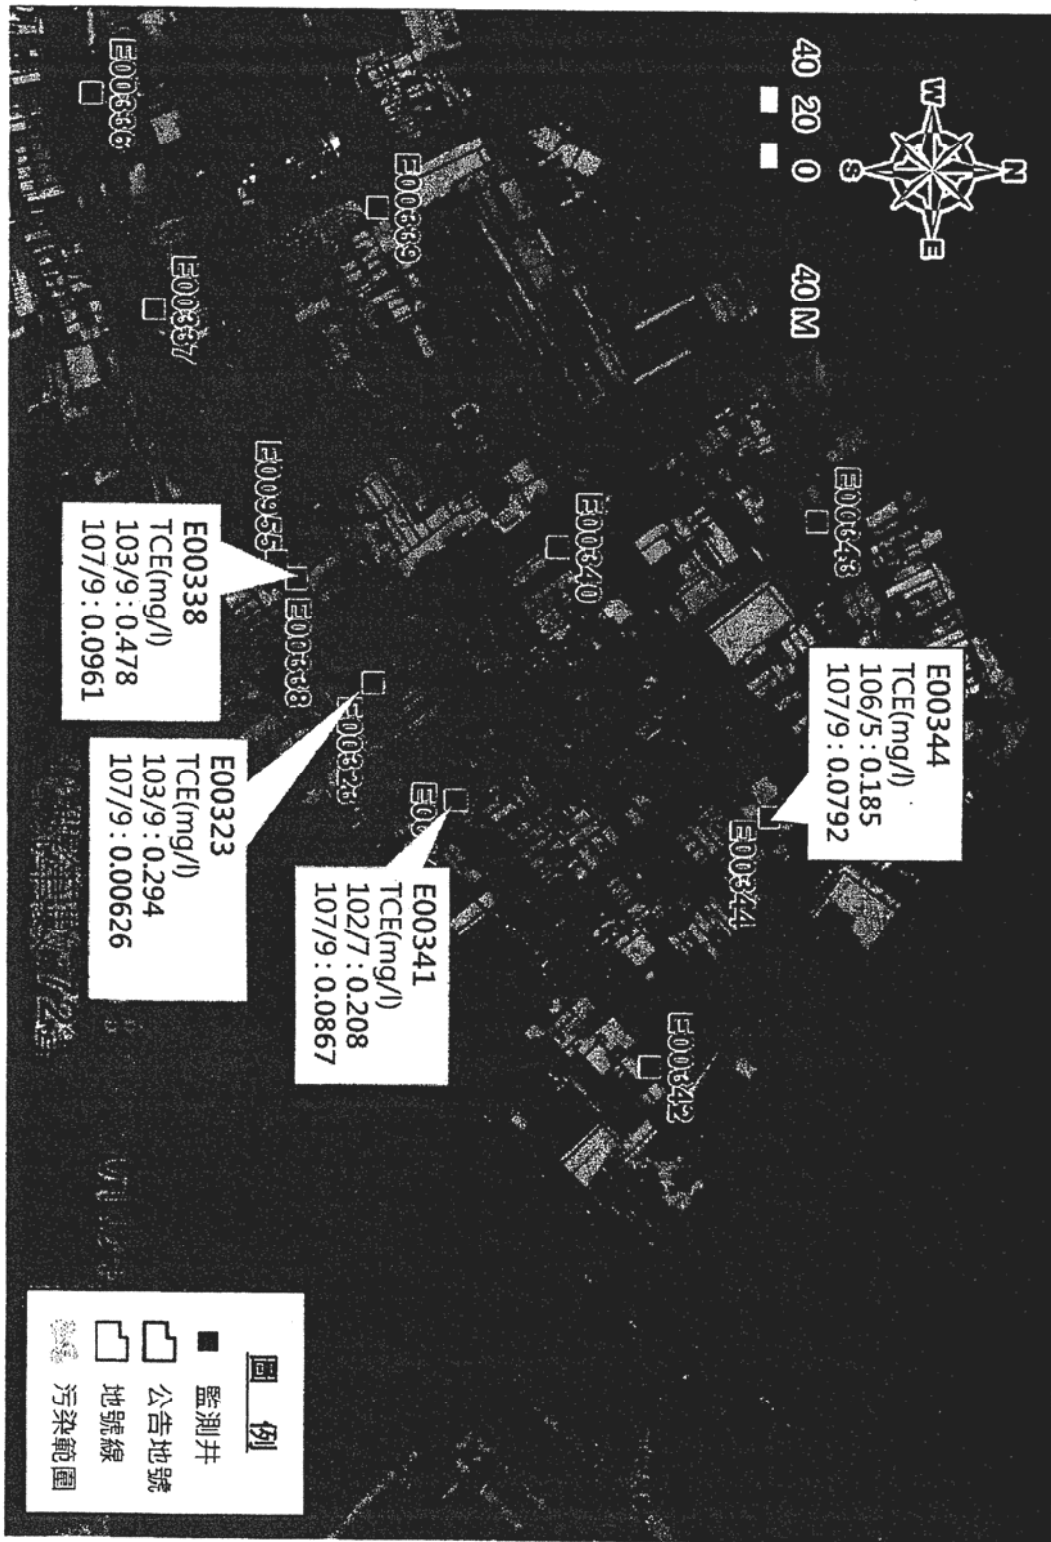 W N
S E
40 20 0 40 M
E00336
E00339
E00337
E00343
E00340
E00955
E00338
E00323
E00344
E00342
E00344
TCE(mg/l)
106/5 : 0.185
107/9 : 0.0792
E00341
TCE(mg/l)
102/7 : 0.208
107/9 : 0.0867
E00323
TCE(mg/l)
103/9 : 0.294
107/9 : 0.00626
E00338
TCE(mg/l)
103/9 : 0.478
107/9 : 0.0961
圖 例
監測井
公告地號
地號線
污染範圍